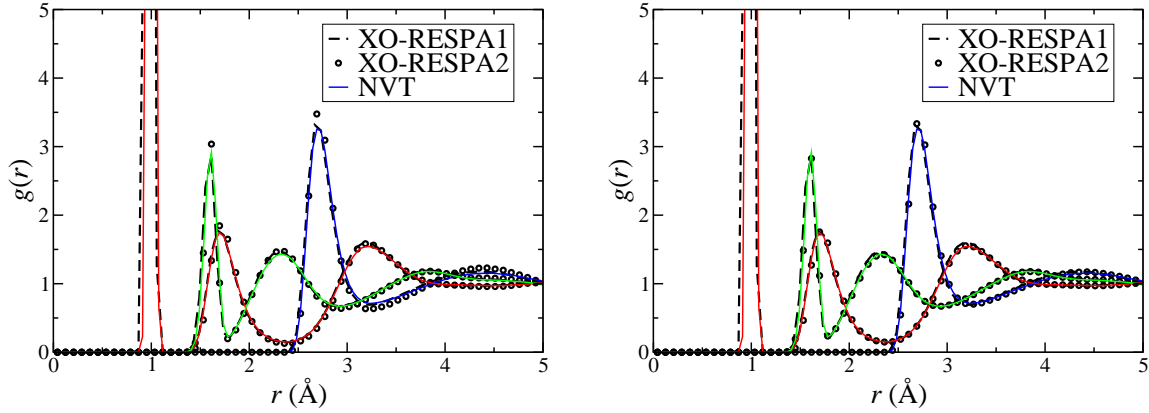 5
4
3
2
1
0
g(r)
0 1 2 3 4 5
r (Å)
XO-RESPA1
XO-RESPA2
NVT
5
4
3
2
1
0
g(r)
0 1 2 3 4 5
r (Å)
XO-RESPA1
XO-RESPA2
NVT